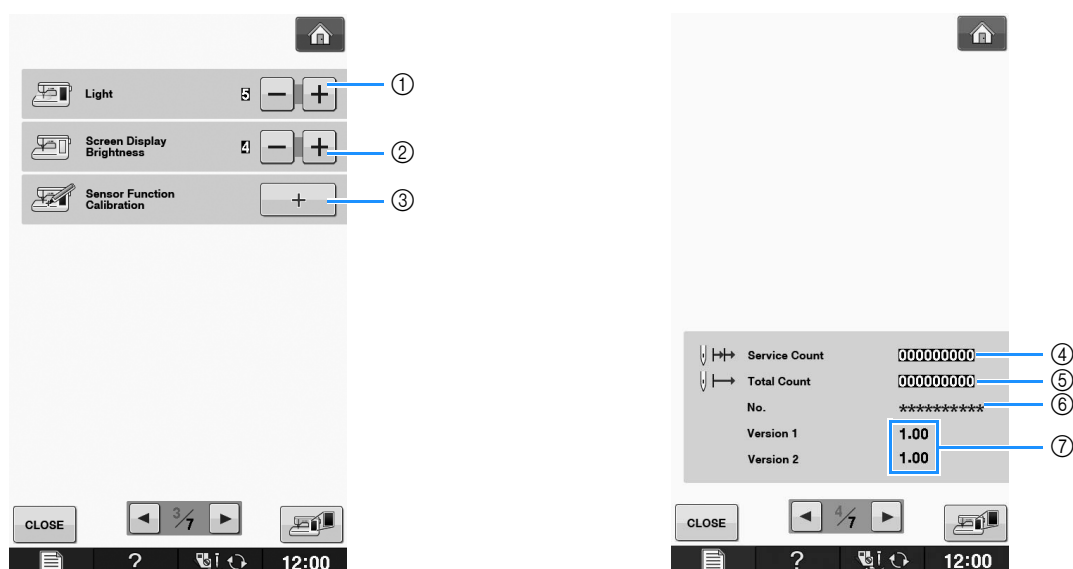 Light 5 − + ①
Screen Display
Brightness 4 − + ②
Sensor Function
Calibration + ③
CLOSE ◄ 3/7 ►
? 12:00
Service Count 000000000 ④
Total Count 000000000 ⑤
No. ********** ⑥
Version 1 1.00
Version 2 1.00 ⑦
CLOSE ◄ 4/7 ►
? 12:00